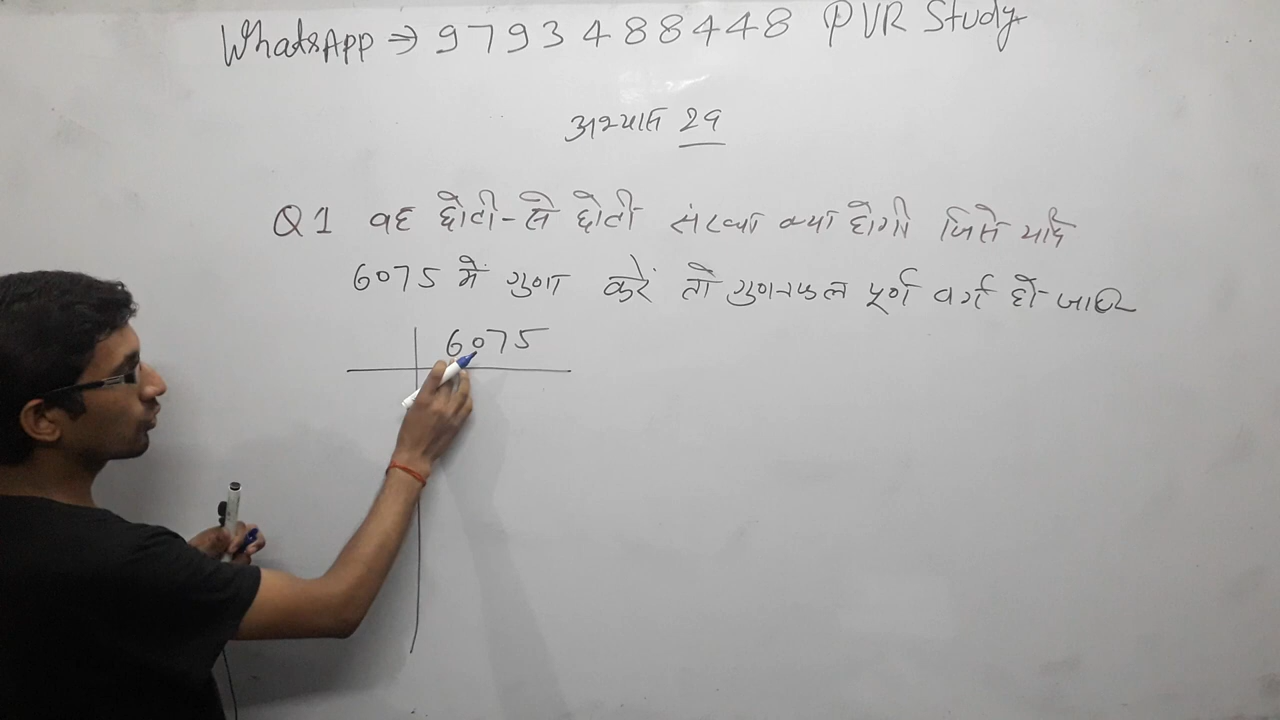 WhatsApp ⇒ 9793488448 PVR Study
अभ्यास 29
Q1 वह छोटी-से छोटी संख्या क्या होगी जिसे यदि
6075 में गुणा करें तो गुणनफल पूर्ण वर्ग हो जाए
6075